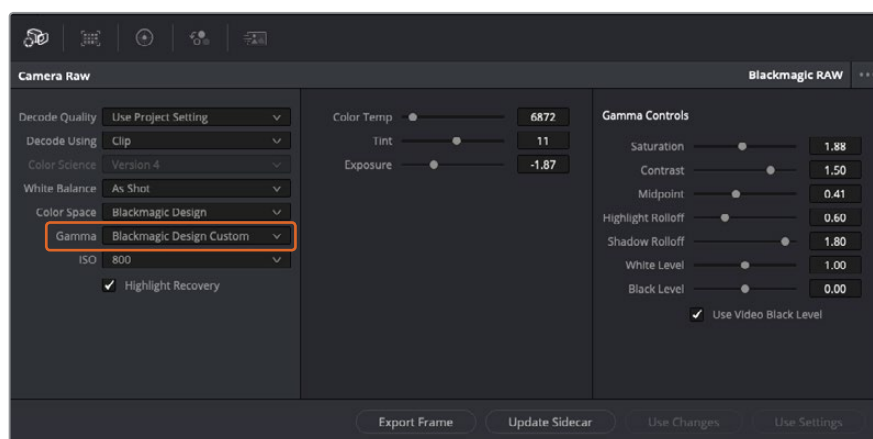 Camera Raw
Blackmagic RAW
Decode Quality Use Project Setting
Decode Using Clip
Color Science Version 4
White Balance As Shot
Color Space Blackmagic Design
Gamma Blackmagic Design Custom
ISO 800
Highlight Recovery
Color Temp 6872
Tint 11
Exposure -1.87
Gamma Controls
Saturation 1.88
Contrast 1.50
Midpoint 0.41
Highlight Rolloff 0.60
Shadow Rolloff 1.80
White Level 1.00
Black Level 0.00
Use Video Black Level
Export Frame
Update Sidecar
Use Changes
Use Settings